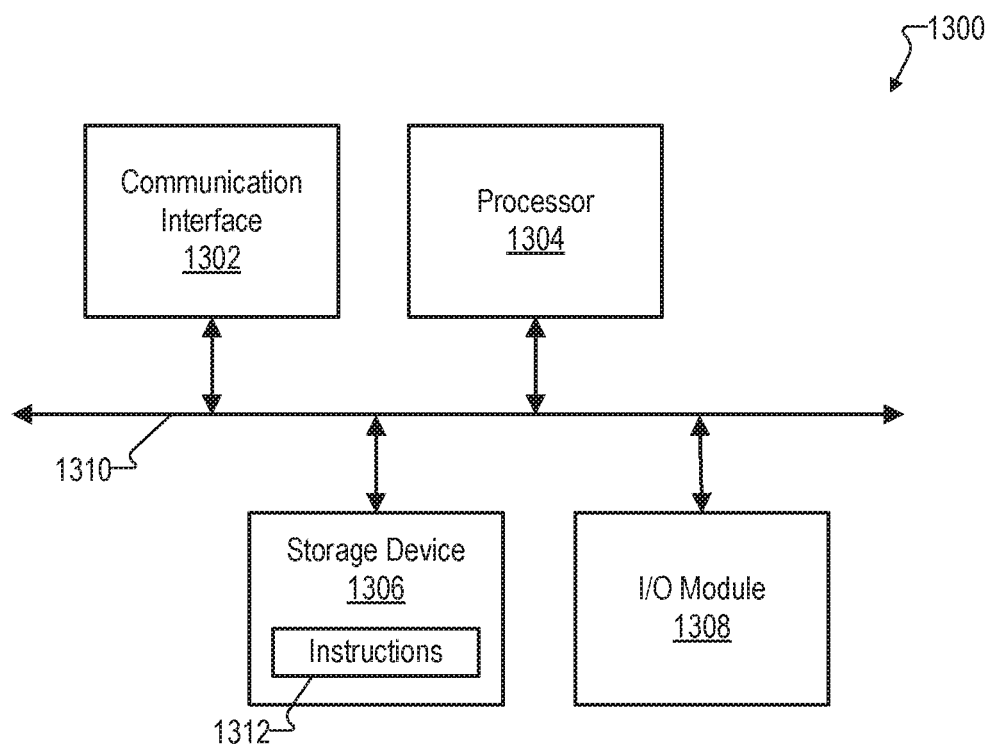 1300
Communication
Interface
1302
Processor
1304
1310
Storage Device
1306
Instructions
1312
I/O Module
1308